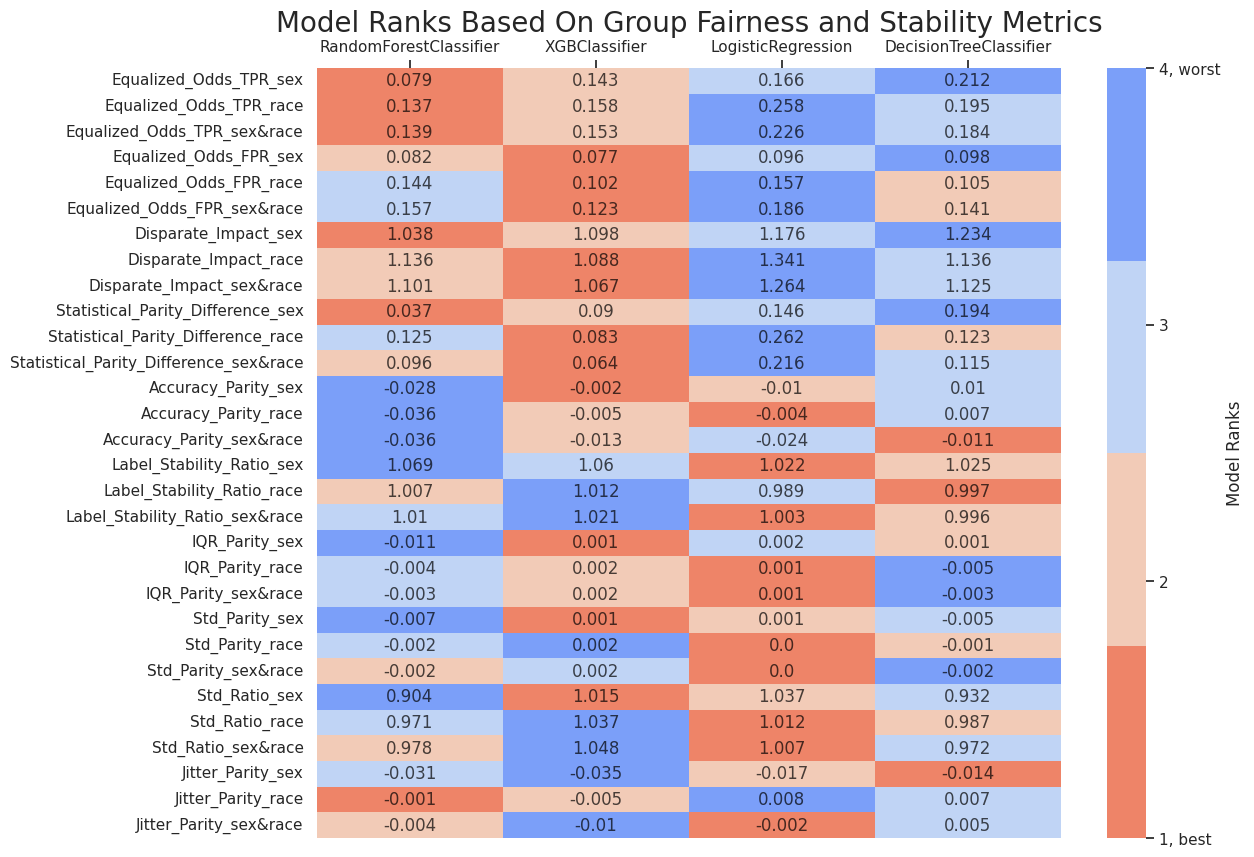 Model Ranks Based On Group Fairness and Stability Metrics
RandomForestClassifier XGBClassifier LogisticRegression DecisionTreeClassifier
Equalized_Odds_TPR_sex 0.079 0.143 0.166 0.212
Equalized_Odds_TPR_race 0.137 0.158 0.258 0.195
Equalized_Odds_TPR_sex&race 0.139 0.153 0.226 0.184
Equalized_Odds_FPR_sex 0.082 0.077 0.096 0.098
Equalized_Odds_FPR_race 0.144 0.102 0.157 0.105
Equalized_Odds_FPR_sex&race 0.157 0.123 0.186 0.141
Disparate_Impact_sex 1.038 1.098 1.176 1.234
Disparate_Impact_race 1.136 1.088 1.341 1.136
Disparate_Impact_sex&race 1.101 1.067 1.264 1.125
Statistical_Parity_Difference_sex 0.037 0.09 0.146 0.194
Statistical_Parity_Difference_race 0.125 0.083 0.262 0.123
Statistical_Parity_Difference_sex&race 0.096 0.064 0.216 0.115
Accuracy_Parity_sex -0.028 -0.002 -0.01 0.01
Accuracy_Parity_race -0.036 -0.005 -0.004 0.007
Accuracy_Parity_sex&race -0.036 -0.013 -0.024 -0.011
Label_Stability_Ratio_sex 1.069 1.06 1.022 1.025
Label_Stability_Ratio_race 1.007 1.012 0.989 0.997
Label_Stability_Ratio_sex&race 1.01 1.021 1.003 0.996
IQR_Parity_sex -0.011 0.001 0.002 0.001
IQR_Parity_race -0.004 0.002 0.001 -0.005
IQR_Parity_sex&race -0.003 0.002 0.001 -0.003
Std_Parity_sex -0.007 0.001 0.001 -0.005
Std_Parity_race -0.002 0.002 0.0 -0.001
Std_Parity_sex&race -0.002 0.002 0.0 -0.002
Std_Ratio_sex 0.904 1.015 1.037 0.932
Std_Ratio_race 0.971 1.037 1.012 0.987
Std_Ratio_sex&race 0.978 1.048 1.007 0.972
Jitter_Parity_sex -0.031 -0.035 -0.017 -0.014
Jitter_Parity_race -0.001 -0.005 0.008 0.007
Jitter_Parity_sex&race -0.004 -0.01 -0.002 0.005
4, worst
3
2
1, best
Model Ranks